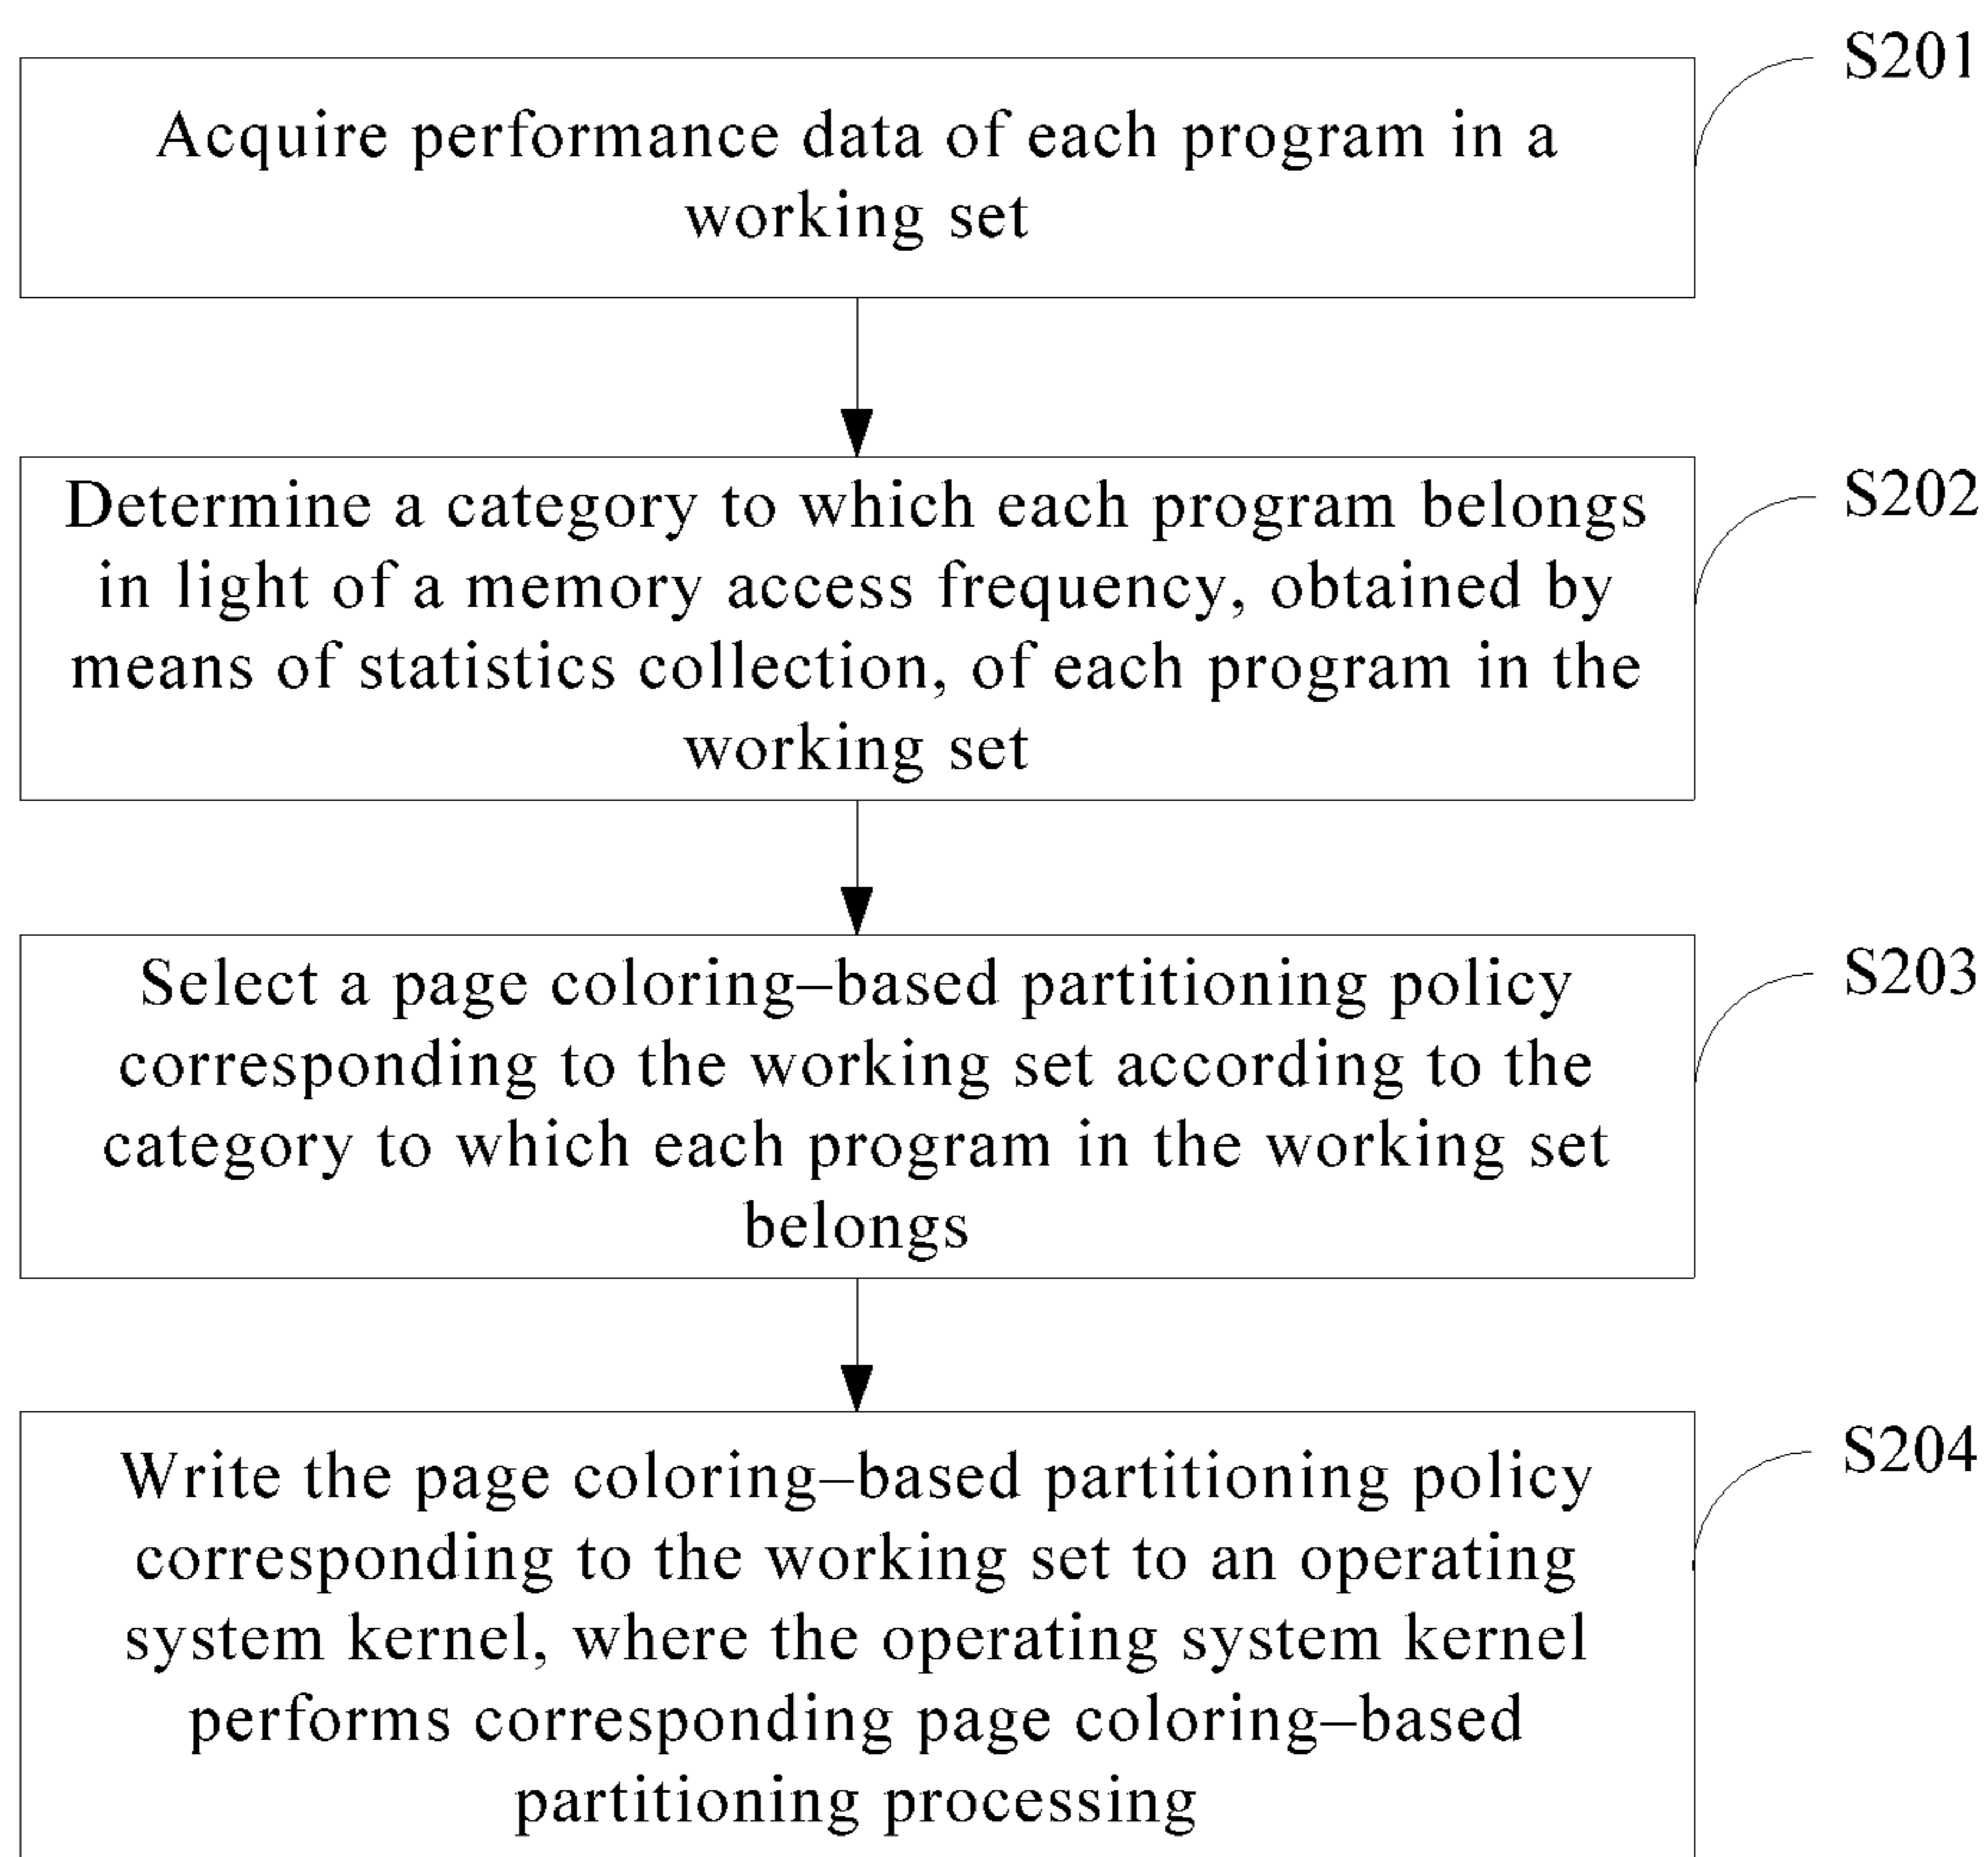 S201
Acquire performance data of each program in a
working set
S202
Determine a category to which each program belongs
in light of a memory access frequency, obtained by
means of statistics collection, of each program in the
working set
S203
Select a page coloring–based partitioning policy
corresponding to the working set according to the
category to which each program in the working set
belongs
S204
Write the page coloring–based partitioning policy
corresponding to the working set to an operating
system kernel, where the operating system kernel
performs corresponding page coloring–based
partitioning processing